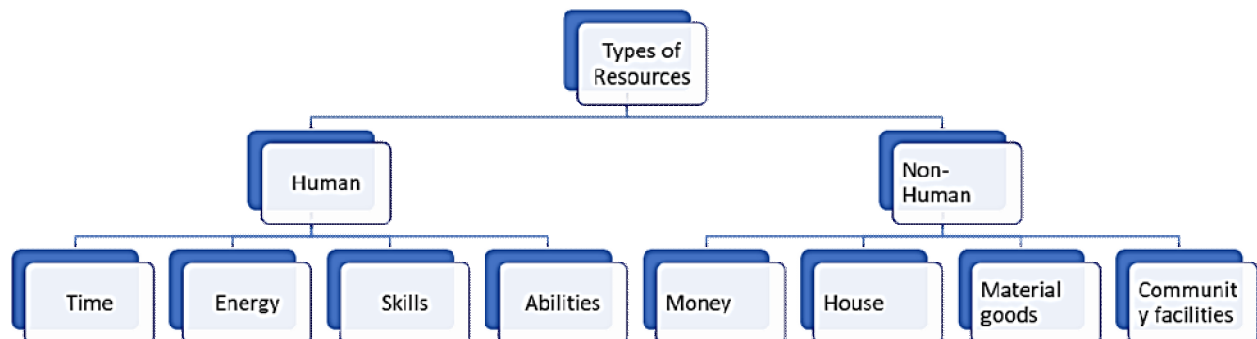 Types of
Resources
Human
Non-
Human
Time
Energy
Skills
Abilities
Money
House
Material
goods
Communit
y facilities